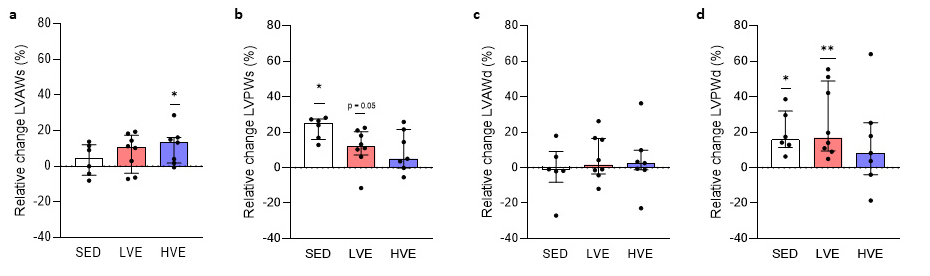 a
Relative change LVAWs (%)
80
60
40
20
0
-20
-40
*
SED LVE HVE
b
Relative change LVPWs (%)
80
60
40
20
0
-20
-40
*
p = 0.05
SED LVE HVE
c
Relative change LVAWd (%)
80
60
40
20
0
-20
-40
SED LVE HVE
d
Relative change LVPWd (%)
80
60
40
20
0
-20
-40
*
**
SED LVE HVE